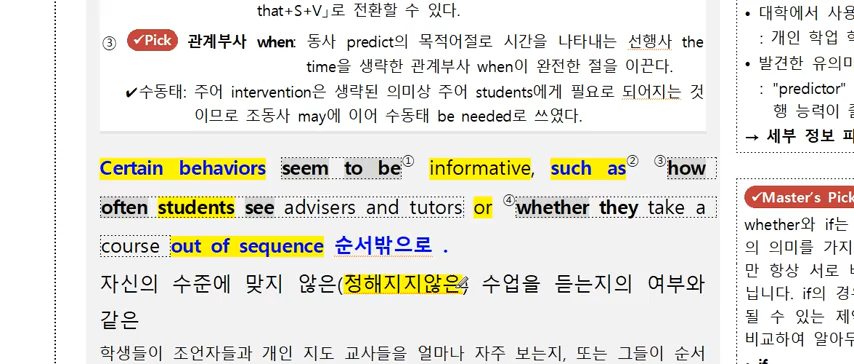 that+S+V」로 전환할 수 있다.
③ ✔Pick 관계부사 when: 동사 predict의 목적어절로 시간을 나타내는 선행사 the
time을 생략한 관계부사 when이 완전한 절을 이끈다.
✔수동태: 주어 intervention은 생략된 의미상 주어 students에게 필요로 되어지는 것
이므로 조동사 may에 이어 수동태 be needed로 쓰였다.
Certain behaviors seem to be① informative, such as② ③how
often students see advisers and tutors or ④whether they take a
course out of sequence 순서밖으로 .
자신의 수준에 맞지 않은(정해지지않은) 수업을 듣는지의 여부와
같은
학생들이 조언자들과 개인 지도 교사들을 얼마나 자주 보는지, 또는 그들이 순서
• 대학에서 사용
: 개인 학업 학
• 발견한 유의미
: "predictor"
행 능력이 줄
→ 세부 정보 파
✔Master's Pick
whether와 if는
의 의미를 가지
만 항상 서로 바
닙니다. if의 경
될 수 있는 제약
비교하여 알아두
• if